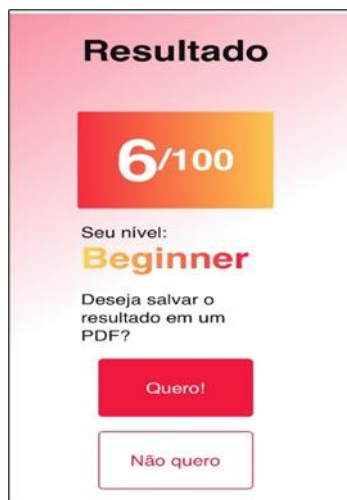 Resultado
6/100
Seu nível:
Beginner
Deseja salvar o
resultado em um
PDF?
Quero!
Não quero